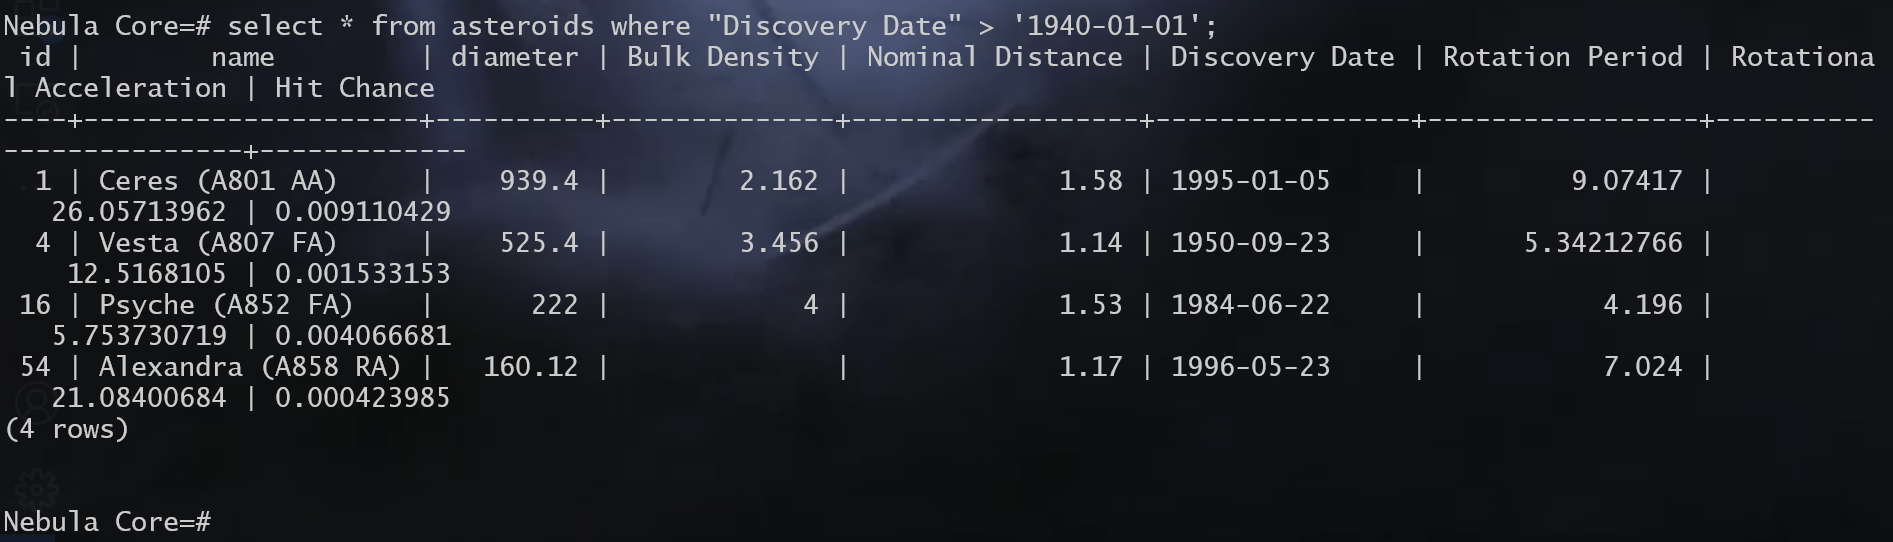 Nebula Core=# select * from asteroids where "Discovery Date" > '1940-01-01';
 id |        name         | diameter | Bulk Density | Nominal Distance | Discovery Date | Rotation Period | Rotationa
l Acceleration | Hit Chance
----+---------------------+----------+--------------+------------------+----------------+-----------------+----------
---------------+-------------
  1 | Ceres (A801 AA)     |    939.4 |        2.162 |             1.58 | 1995-01-05     |         9.07417 |
   26.05713962 | 0.009110429
  4 | Vesta (A807 FA)     |    525.4 |        3.456 |             1.14 | 1950-09-23     |      5.34212766 |
    12.5168105 | 0.001533153
 16 | Psyche (A852 FA)    |      222 |            4 |             1.53 | 1984-06-22     |           4.196 |
   5.753730719 | 0.004066681
 54 | Alexandra (A858 RA) |   160.12 |              |             1.17 | 1996-05-23     |           7.024 |
   21.08400684 | 0.000423985
(4 rows)
Nebula Core=#